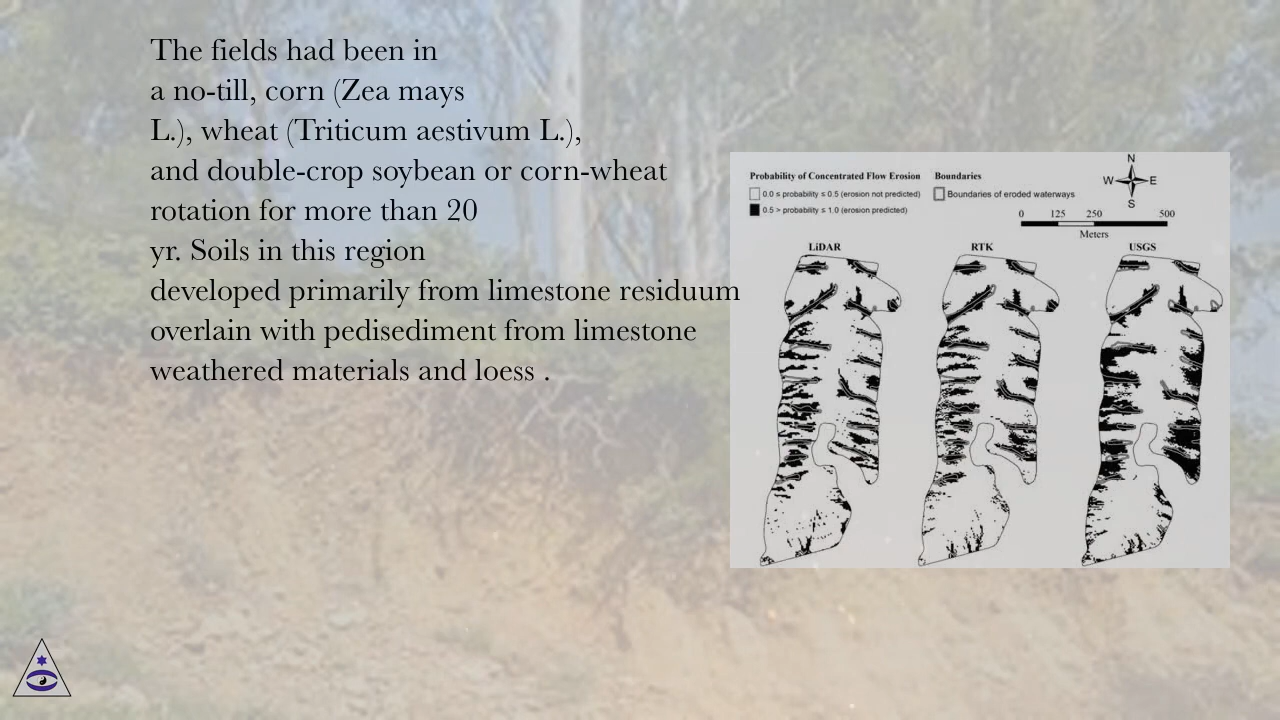 The fields had been in
a no-till, corn (Zea mays
L.), wheat (Triticum aestivum L.),
and double-crop soybean or corn-wheat
rotation for more than 20
yr. Soils in this region
developed primarily from limestone residuum
overlain with pedisediment from limestone
weathered materials and loess .
Probability of Concentrated Flow Erosion
0.0 ≤ probability ≤ 0.5 (erosion not predicted)
0.5 > probability ≤ 1.0 (erosion predicted)
Boundaries
Boundaries of eroded waterways
N
W E
S
0 125 250 500
Meters
LiDAR RTK USGS